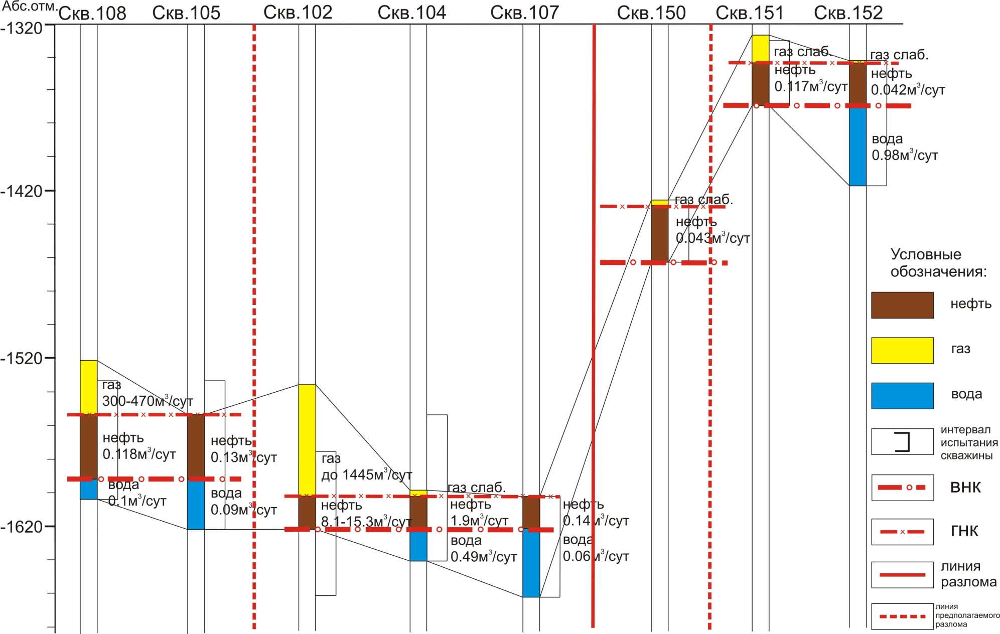 Абс.отм.
Скв.108
Скв.105
Скв.102
Скв.104
Скв.107
Скв.150
Скв.151
Скв.152
-1320
-1420
-1520
-1620
газ
300-470м³/сут
нефть
0.118м³/сут
вода
0.1м³/сут
нефть
0.13м³/сут
вода
0.09м³/сут
газ
до 1445м³/сут
нефть
8.1-15.3м³/сут
газ слаб.
нефть
1.9м³/сут
вода
0.49м³/сут
нефть
0.14м³/сут
вода
0.06м³/сут
газ слаб.
нефть
0.043м³/сут
газ слаб.
нефть
0.117м³/сут
газ слаб.
нефть
0.042м³/сут
вода
0.98м³/сут
Условные
обозначения:
нефть
газ
вода
интервал
испытания
скважины
ВНК
ГНК
линия
разлома
линия
предполагаемого
разлома